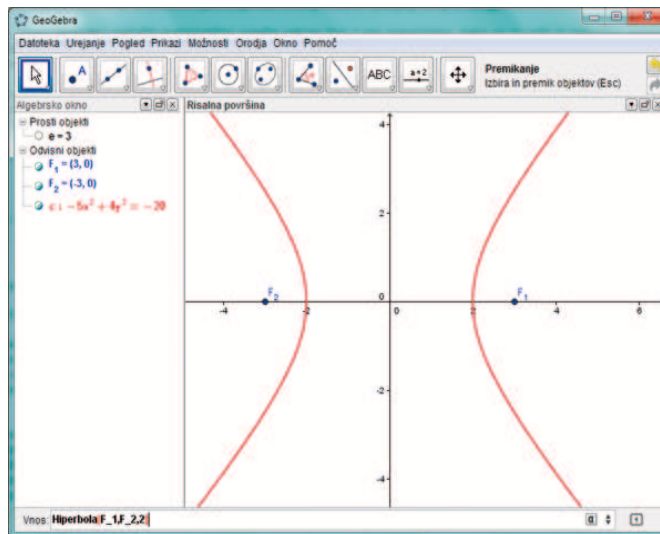 GeoGebra
Datoteka Urejanje Pogled Prikazi Možnosti Orodja Okno Pomoč
A
ABC
a=2
Premikanje
Izbira in premik objektov (Esc)
Algebrsko okno
Risalna površina
Prosti objekti
e = 3
Odvisni objekti
F₁ = (3, 0)
F₂ = (-3, 0)
c: -5x² + 4y² = -20
4
2
0
-4 -2 0 2 4 6
-2
-4
F₂
F₁
Vnos: Hiperbola[F_1,F_2,2]
α